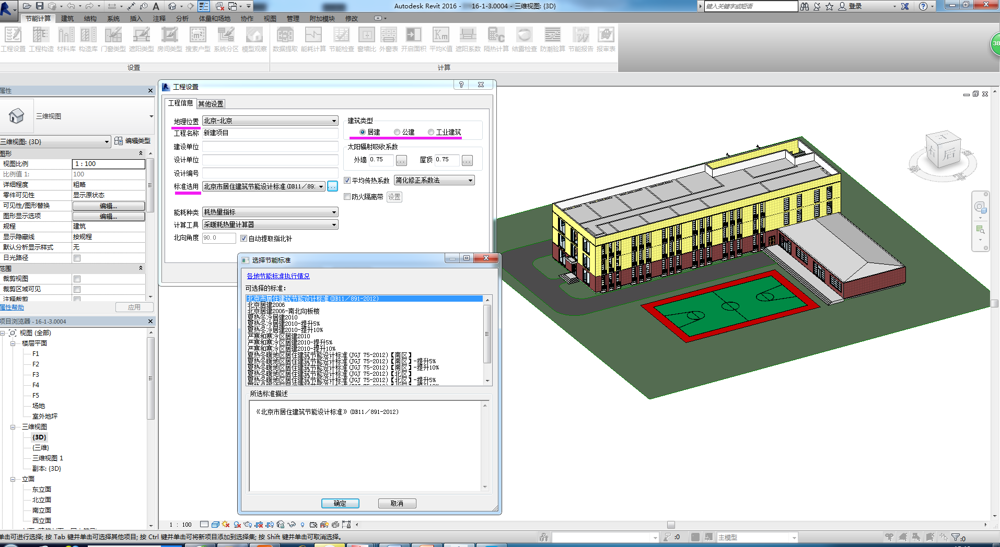 Autodesk Revit 2016 - 16-1-3.0004 - 三维视图: {3D}
键入关键字或短语
登录
节能计算 建筑 结构 系统 插入 注释 分析 体量和场地 协作 视图 管理 附加模块 修改
工程设置 工程构造 材料库 构造库 门窗类型 遮阳类型 房间类型 搜索户型 系统分区 模型观察 数据提取 能耗计算 节能检查 窗墙比 外窗表 开启面积 平均K值 遮阳系数 隔热计算 结露检查 防潮验算 节能报告 报审表
设置 计算
38
属性
三维视图
三维视图: {3D}
编辑类型
图形
视图比例 1 : 100
比例值 1: 100
详细程度 粗略
零件可见性 显示原状态
可见性/图形替换 编辑...
图形显示选项 编辑...
规程 建筑
显示隐藏线 按规程
默认分析显示样式 无
日光路径
范围
裁剪视图
裁剪区域可见
注释裁剪
属性帮助 应用
项目浏览器 - 16-1-3.0004
视图 (全部)
楼层平面
F1
F2
F3
F4
F5
场地
室外地坪
三维视图
{3D}
{三维}
三维视图 1
副本: {3D}
立面
东立面
北立面
南立面
西立面
工程设置
工程信息 其他设置
地理位置 北京-北京
工程名称 新建项目
建设单位
设计单位
设计编号
标准选用 北京市居住建筑节能设计标准(DB11／89:
...
能耗种类 耗热量指标
计算工具 采暖耗热量计算器
北向角度 90.0 自动提取指北针
建筑类型
居建 公建 工业建筑
太阳辐射吸收系数
外墙 0.75 ... 屋顶 0.75 ...
平均传热系数 简化修正系数法
防火隔离带 设置
选择节能标准
各地节能标准执行情况
可选择的标准:
北京市居住建筑节能设计标准(DB11／891-2012)
北京居建2006
北京居建2006-南北向板楼
夏热冬冷居建2010
夏热冬冷居建2010-提升5%
夏热冬冷居建2010-提升10%
严寒和寒冷区居建2010
严寒和寒冷区居建2010-提升5%
严寒和寒冷区居建2010-提升10%
夏热冬暖地区居住建筑节能设计标准(JGJ 75-2012)【南区】
夏热冬暖地区居住建筑节能设计标准(JGJ 75-2012)【南区】-提升5%
夏热冬暖地区居住建筑节能设计标准(JGJ 75-2012)【南区】-提升10%
夏热冬暖地区居住建筑节能设计标准(JGJ 75-2012)【北区】
夏热冬暖地区居住建筑节能设计标准(JGJ 75-2012)【北区】-提升5%
所选标准描述
《北京市居住建筑节能设计标准》(DB11／891-2012)
确定 取消
后
1 : 100
单击可进行选择; 按 Tab 键并单击可选择其他项目; 按 Ctrl 键并单击可将新项目添加到选择集; 按 Shift 键并单击可取消选择。
:0
主模型
:0